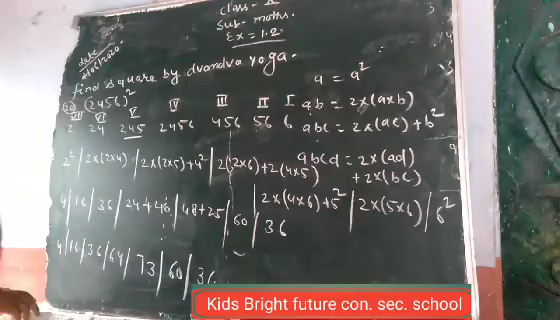 class - X
Sub - maths.
Ex = 1.2
date
find square by dvandva yoga.
a = a²
20 (2456)²
VII VI V IV III II I
ab = 2x(axb)
2 24 245 2456 456 56 6
abc = 2x(ac) + b²
abcd = 2x(ad) + 2x(bc)
2² / 2x(2x4) / 2x(2x5)+4² / 2(2x6)+2(4x5)
/ 2x(4x6)+5² / 2x(5x6) / 6²
4 / 16 / 36 / 24+40 / 48+25 / 60 / 36
4 / 16 / 36 / 64 / 73 / 60 / 36
Kids Bright future con. sec. school